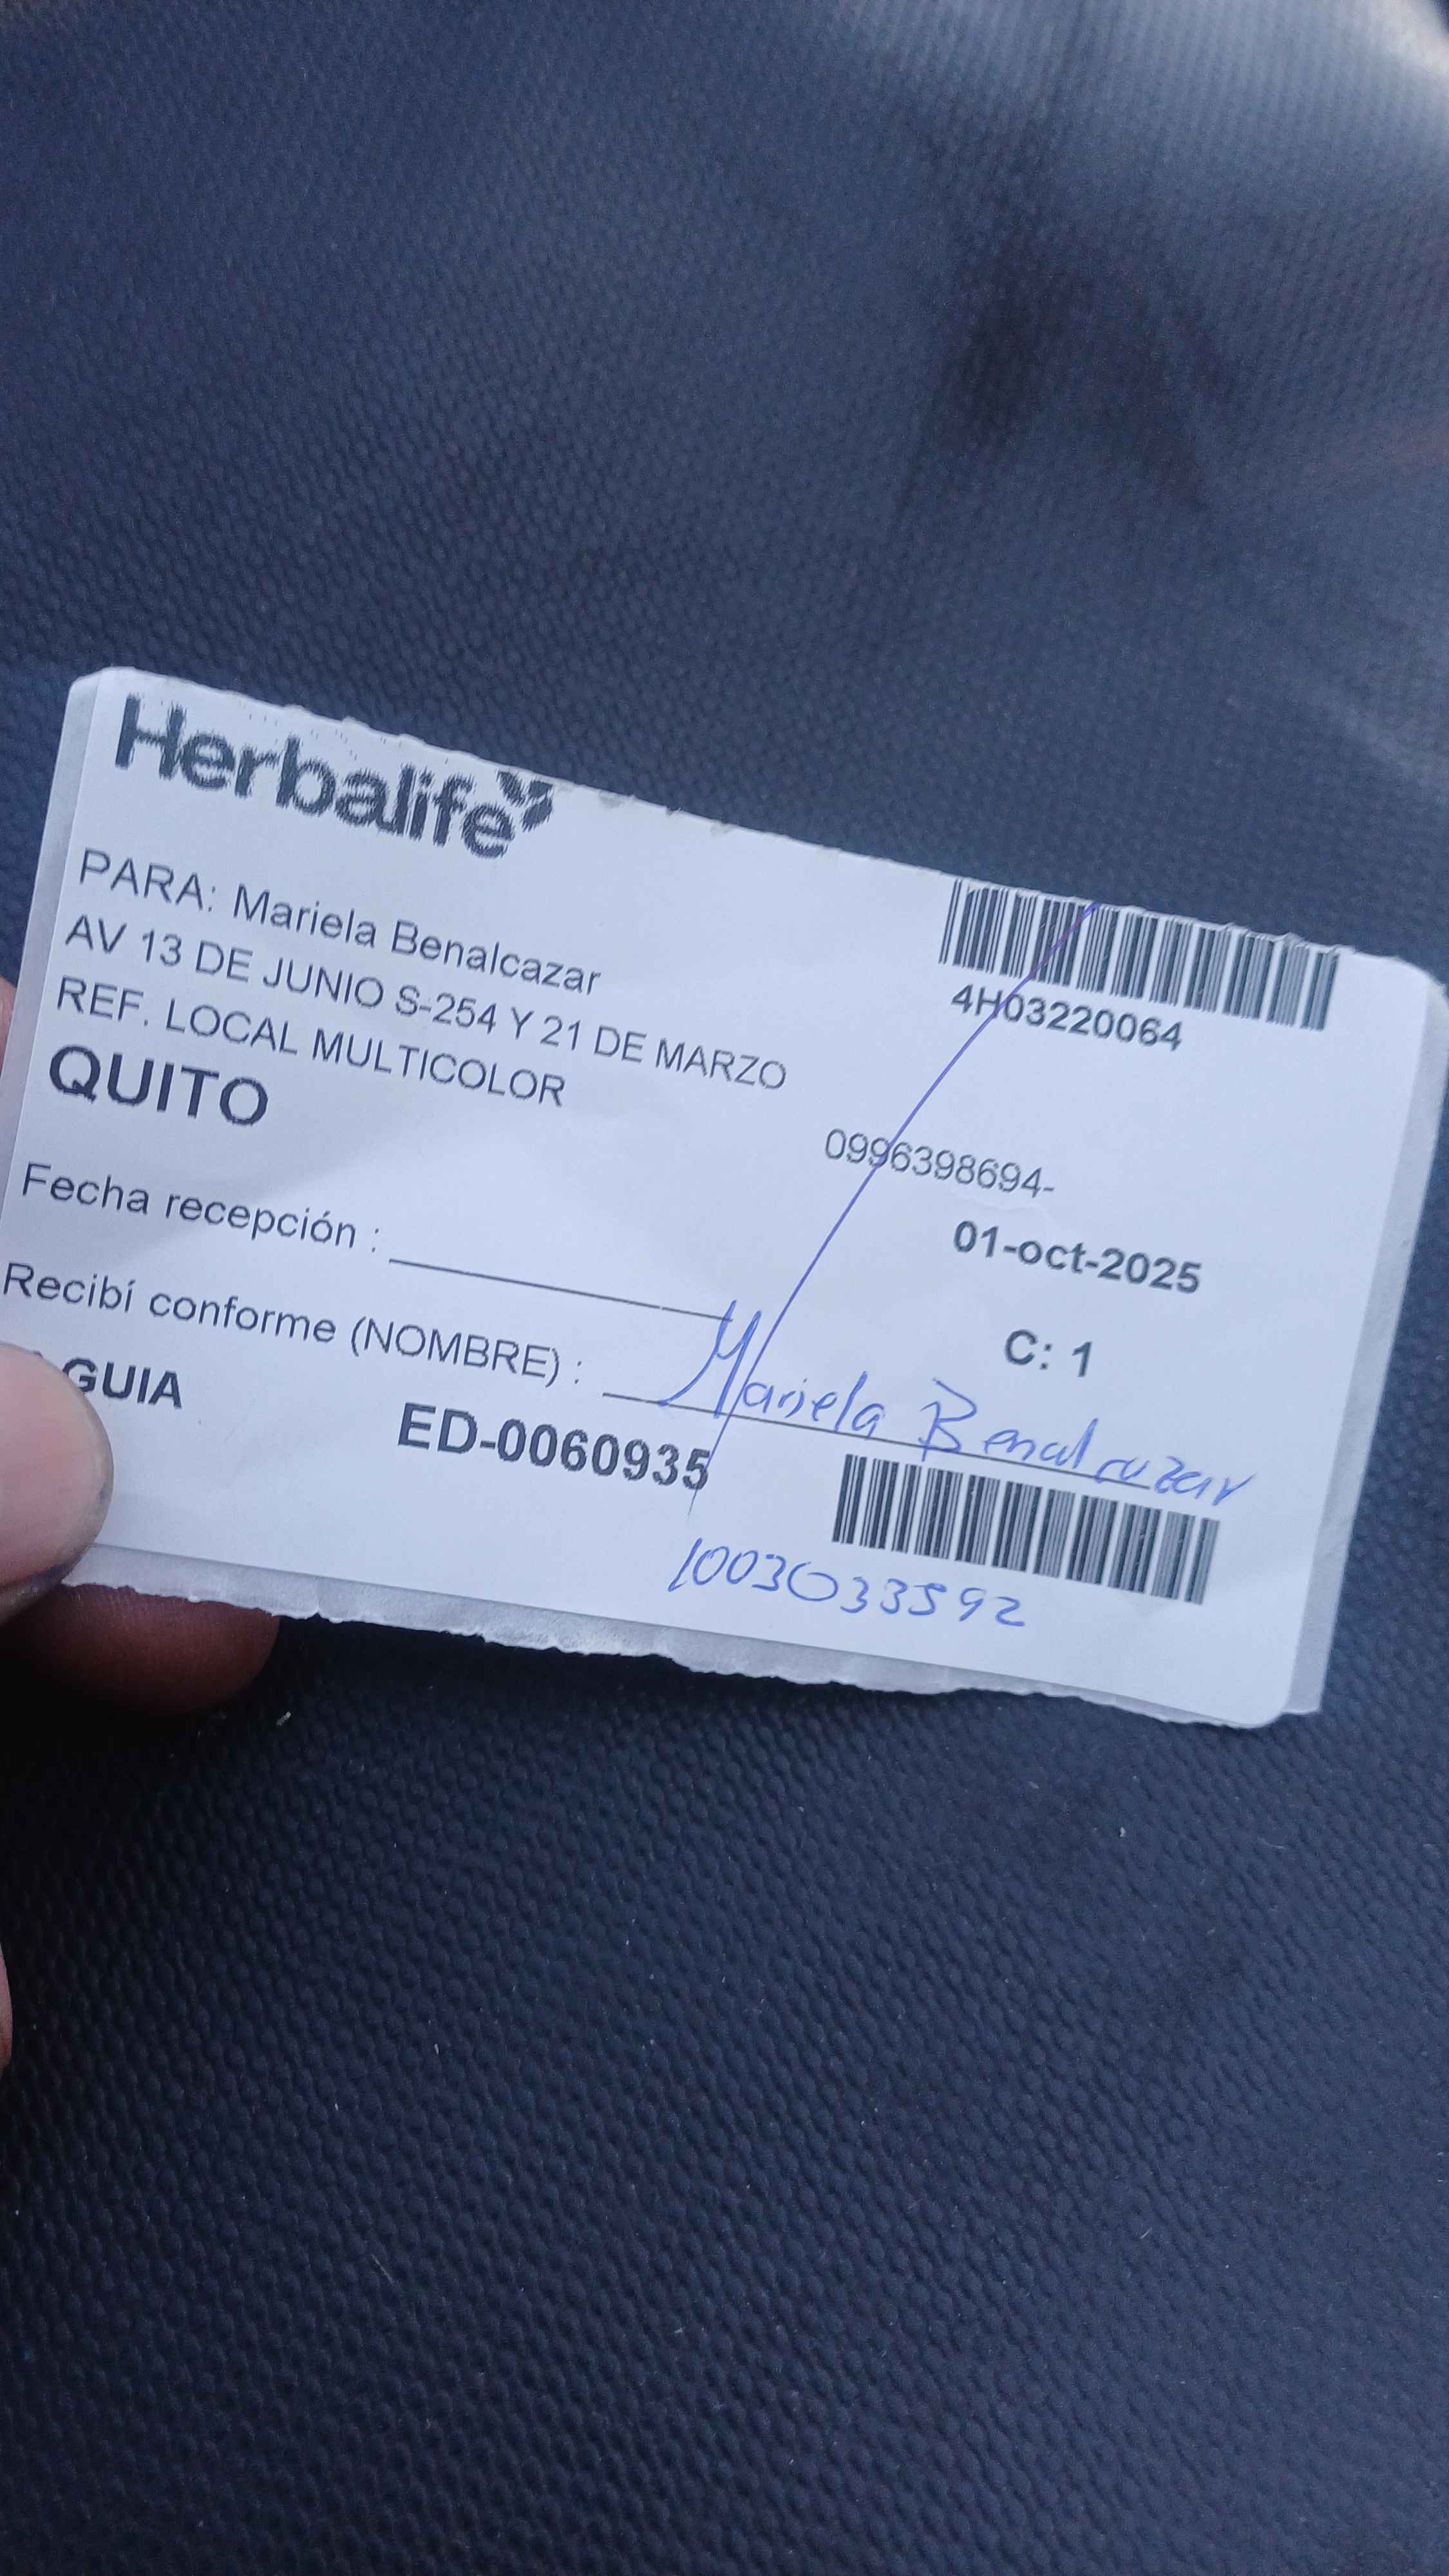 Herbalife
PARA: Mariela Benalcazar
AV 13 DE JUNIO S-254 Y 21 DE MARZO
REF. LOCAL MULTICOLOR
QUITO
4H03220064
0996398694-
01-oct-2025
Fecha recepción :
C: 1
Recibí conforme (NOMBRE) : Mariela Benalcazar
GUIA
ED-0060935
1003033592